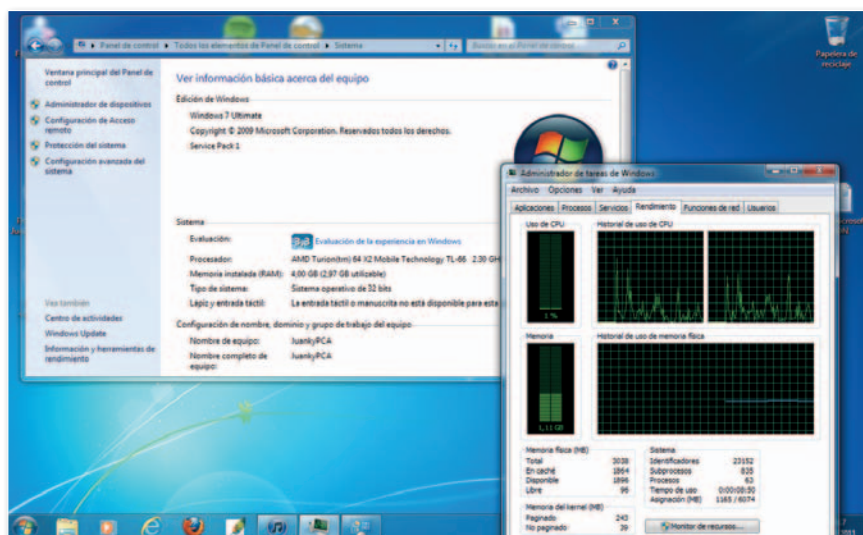 Panel de control ▸ Todos los elementos de Panel de control ▸ Sistema
Buscar en el Panel de control
Papelera de reciclaje
Ventana principal del Panel de control
Administrador de dispositivos
Configuración de Acceso remoto
Protección del sistema
Configuración avanzada del sistema
Vea también
Centro de actividades
Windows Update
Información y herramientas de rendimiento
Ver información básica acerca del equipo
Edición de Windows
Windows 7 Ultimate
Copyright © 2009 Microsoft Corporation. Reservados todos los derechos.
Service Pack 1
Sistema
Evaluación: Evaluación de la experiencia en Windows
Procesador: AMD Turion(tm) 64 X2 Mobile Technology TL-66
Memoria instalada (RAM): 4,00 GB (2,97 GB utilizable)
Tipo de sistema: Sistema operativo de 32 bits
Lápiz y entrada táctil: La entrada táctil o manuscrita no está disponible para esta
Configuración de nombre, dominio y grupo de trabajo del equipo
Nombre de equipo: JuankyPCA
Nombre completo de equipo: JuankyPCA
Administrador de tareas de Windows
Archivo Opciones Ver Ayuda
Aplicaciones Procesos Servicios Rendimiento Funciones de red Usuarios
Uso de CPU Historial de uso de CPU
1 %
Memoria Historial de uso de memoria física
1,11 GB
Memoria física (MB)
Total 3038
En caché 1864
Disponible 1896
Libre 96
Memoria del kernel (MB)
Paginado 243
No paginado 39
Sistema
Identificadores 23152
Subprocesos 835
Procesos 63
Tiempo de uso 0:00:08:50
Asignación (MB) 1165 / 6074
Monitor de recursos...